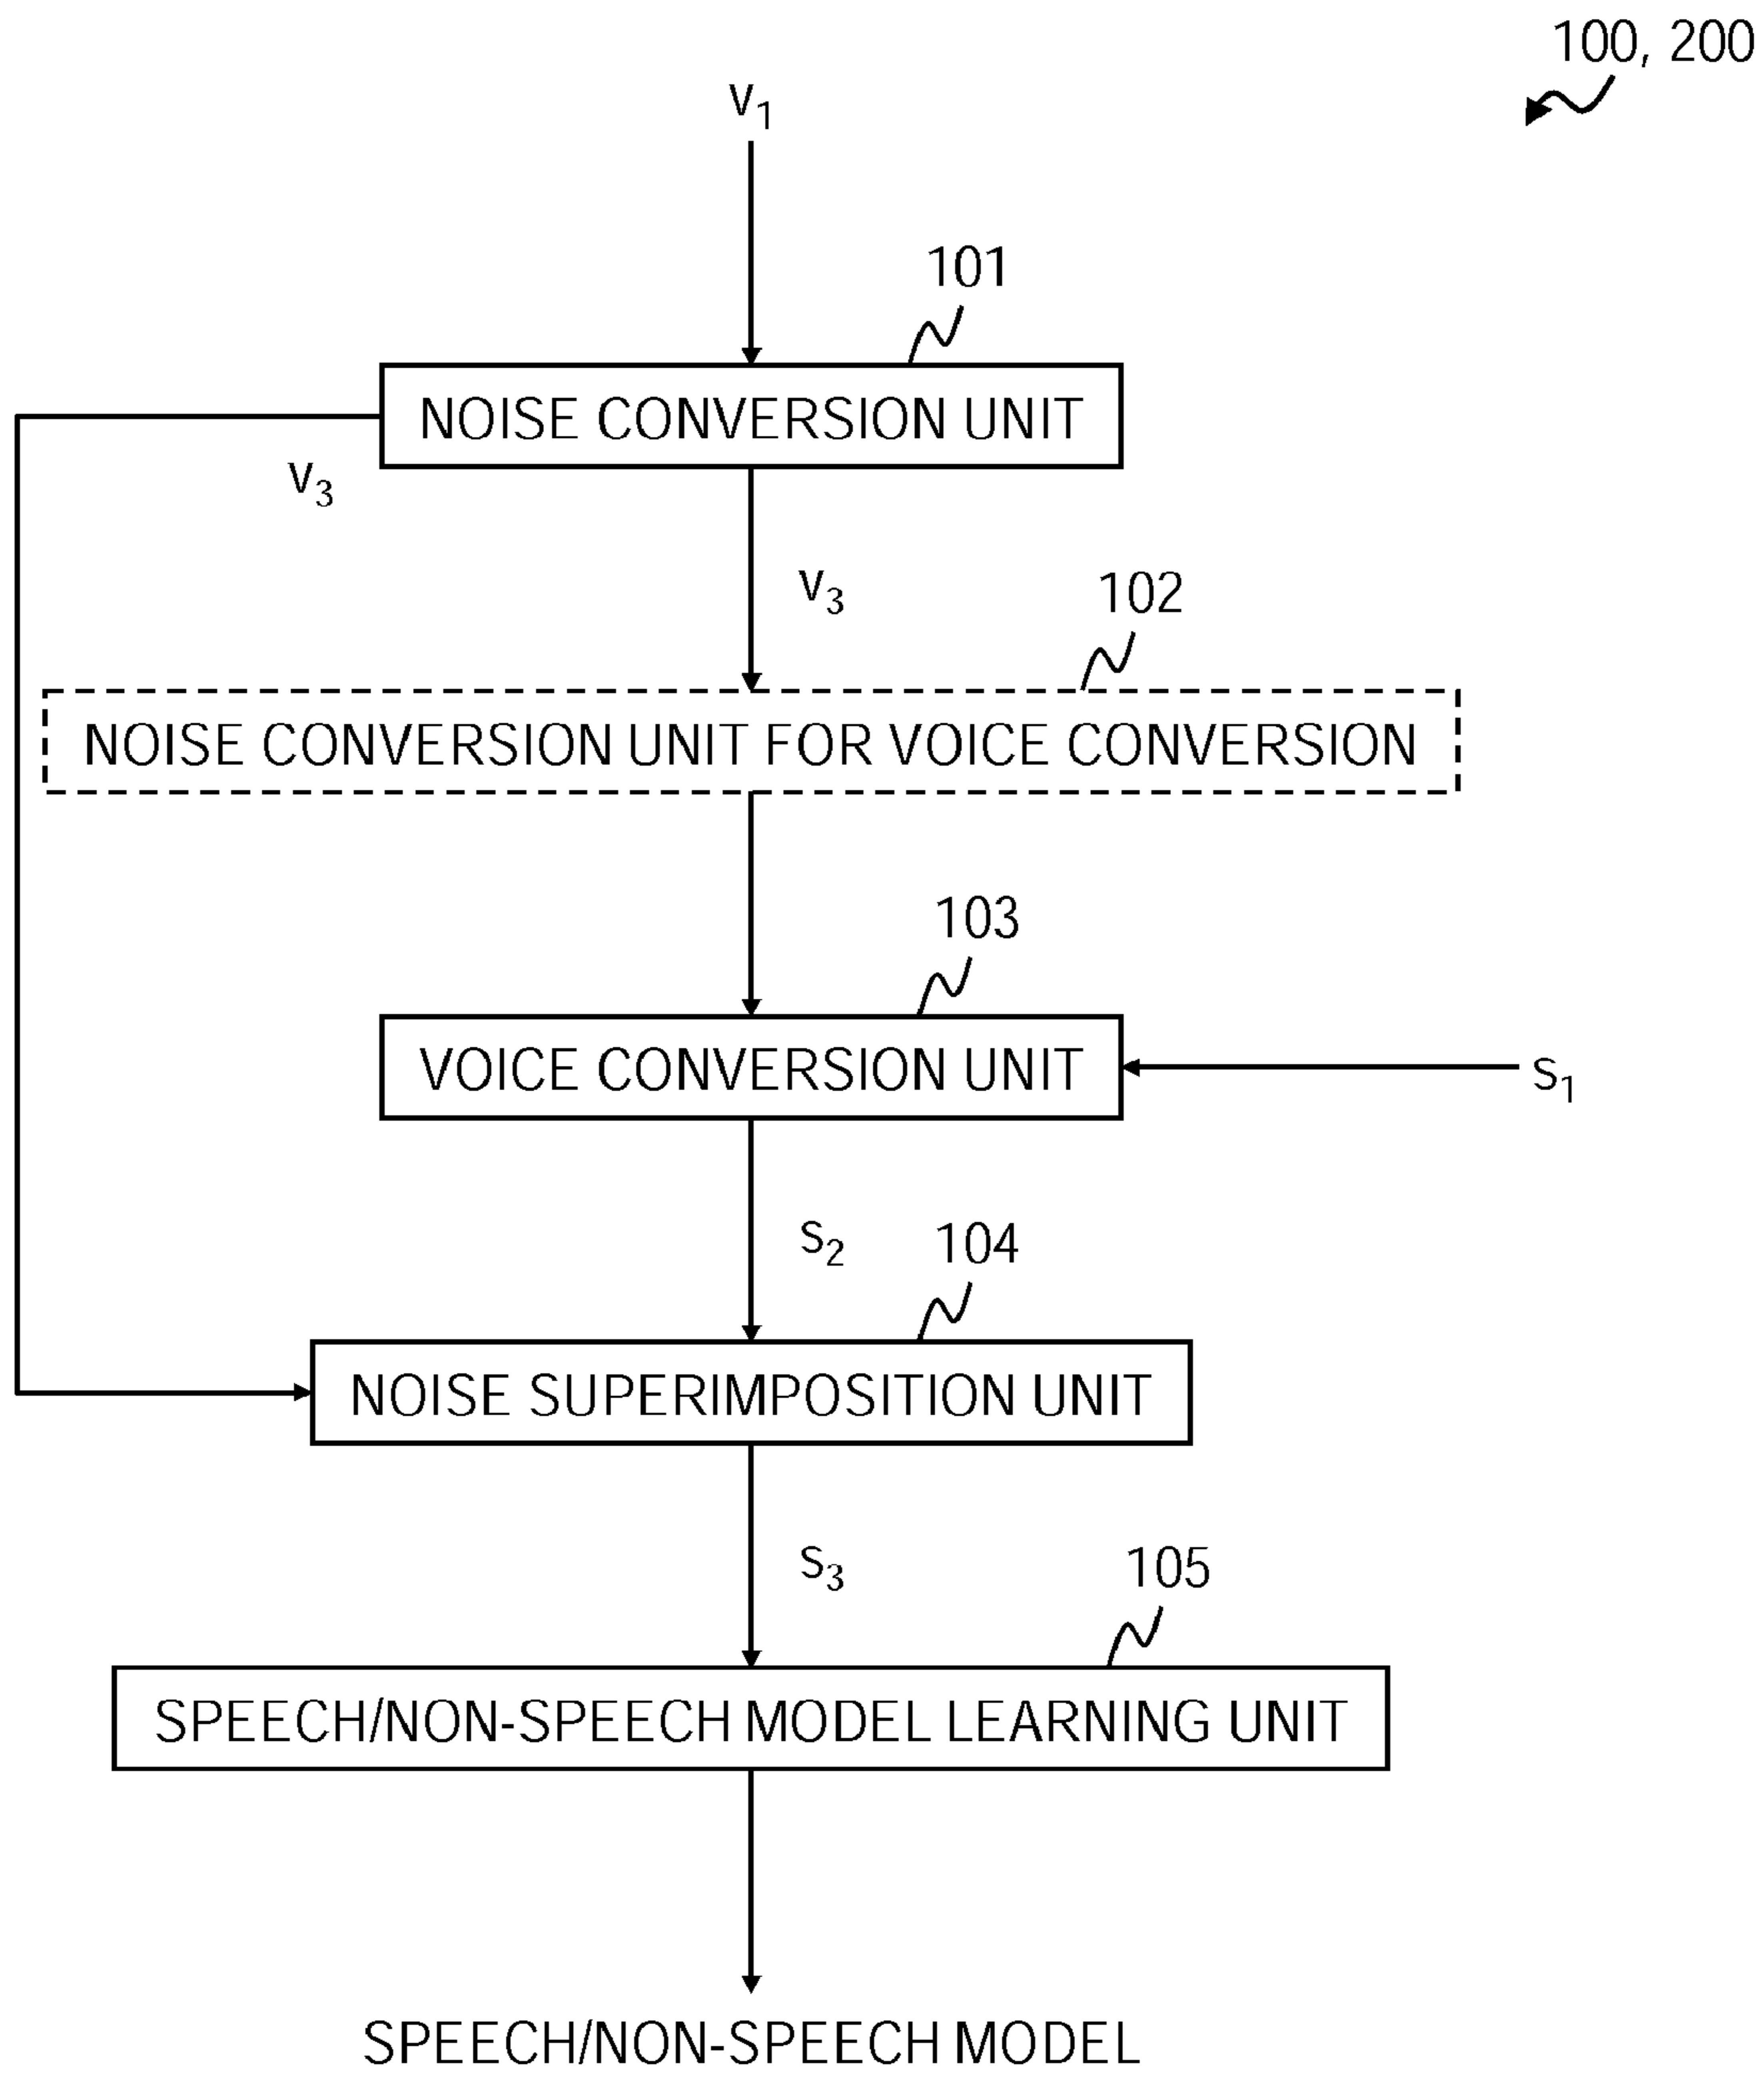 100, 200
v1
101
NOISE CONVERSION UNIT
v3
v3
102
NOISE CONVERSION UNIT FOR VOICE CONVERSION
103
VOICE CONVERSION UNIT
s1
s2
104
NOISE SUPERIMPOSITION UNIT
s3
105
SPEECH/NON-SPEECH MODEL LEARNING UNIT
SPEECH/NON-SPEECH MODEL